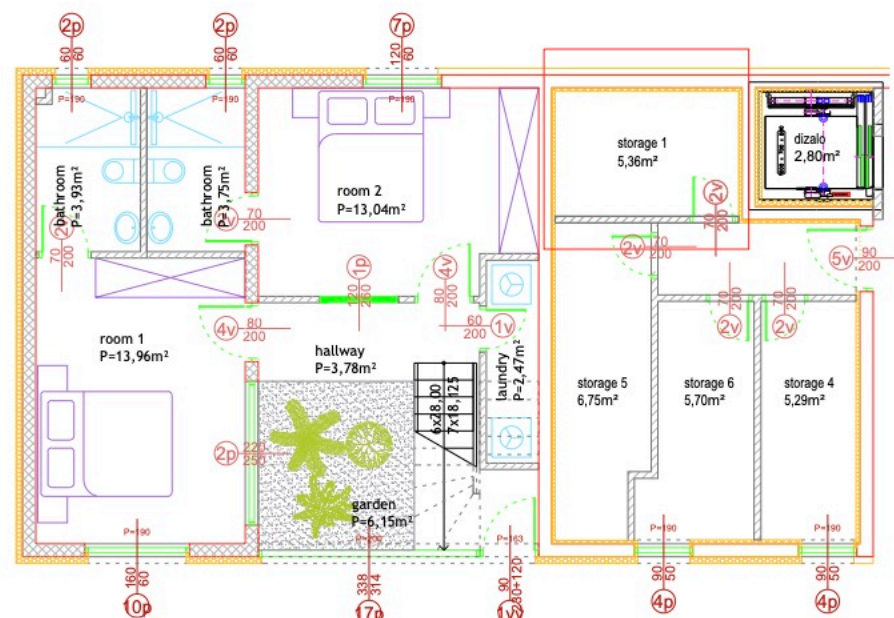 2p
2p
7p
60
60
60
60
120
60
P=190
P=190
P=190
storage 1
5,36m²
dizalo
2,80m²
bathroom
P=3,93m²
bathroom
P=3,75m²
room 2
P=13,04m²
70
200
70
200
2v
70
200
2v
70
200
5v
90
200
1p
120
260
4v
80
200
room 1
P=13,96m²
4v
80
200
60
200
1v
70
200
2v
70
200
2v
hallway
P=3,78m²
laundry
P=2,47m²
6x28,00
7x18,125
storage 5
6,75m²
storage 6
5,70m²
storage 4
5,29m²
2p
220
250
garden
P=6,15m²
P=190
P=200
P=163
P=190
P=190
160
60
338
314
90
230+120
90
50
90
50
10p
17p
1vv
4p
4p